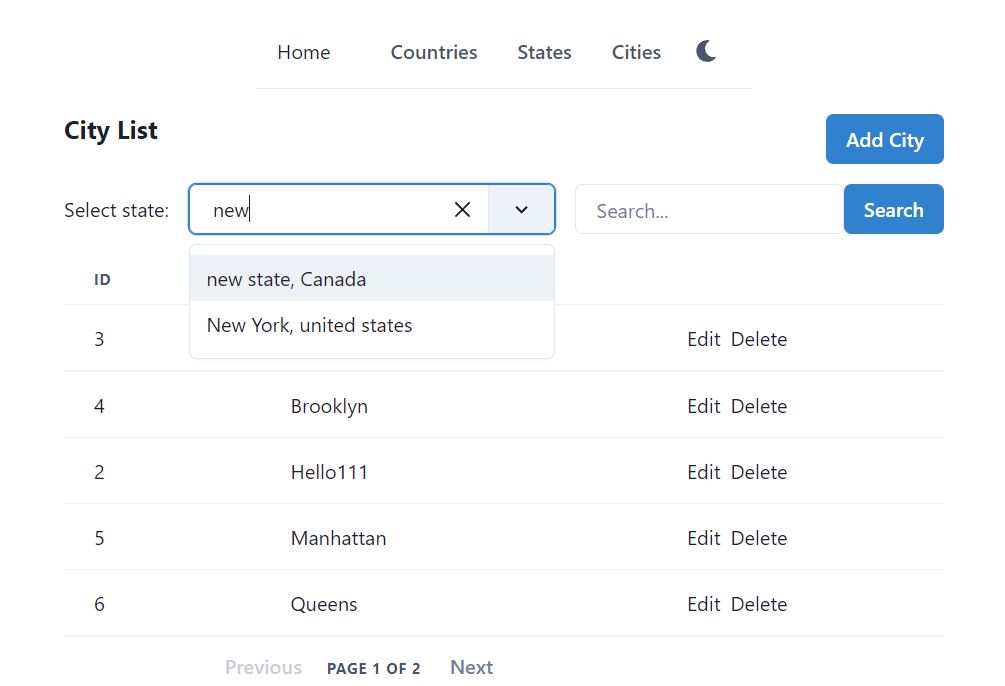 Home Countries States Cities
City List
Add City
Select state: new Search... Search
ID
new state, Canada
New York, united states
3 Edit Delete
4 Brooklyn Edit Delete
2 Hello111 Edit Delete
5 Manhattan Edit Delete
6 Queens Edit Delete
Previous PAGE 1 OF 2 Next